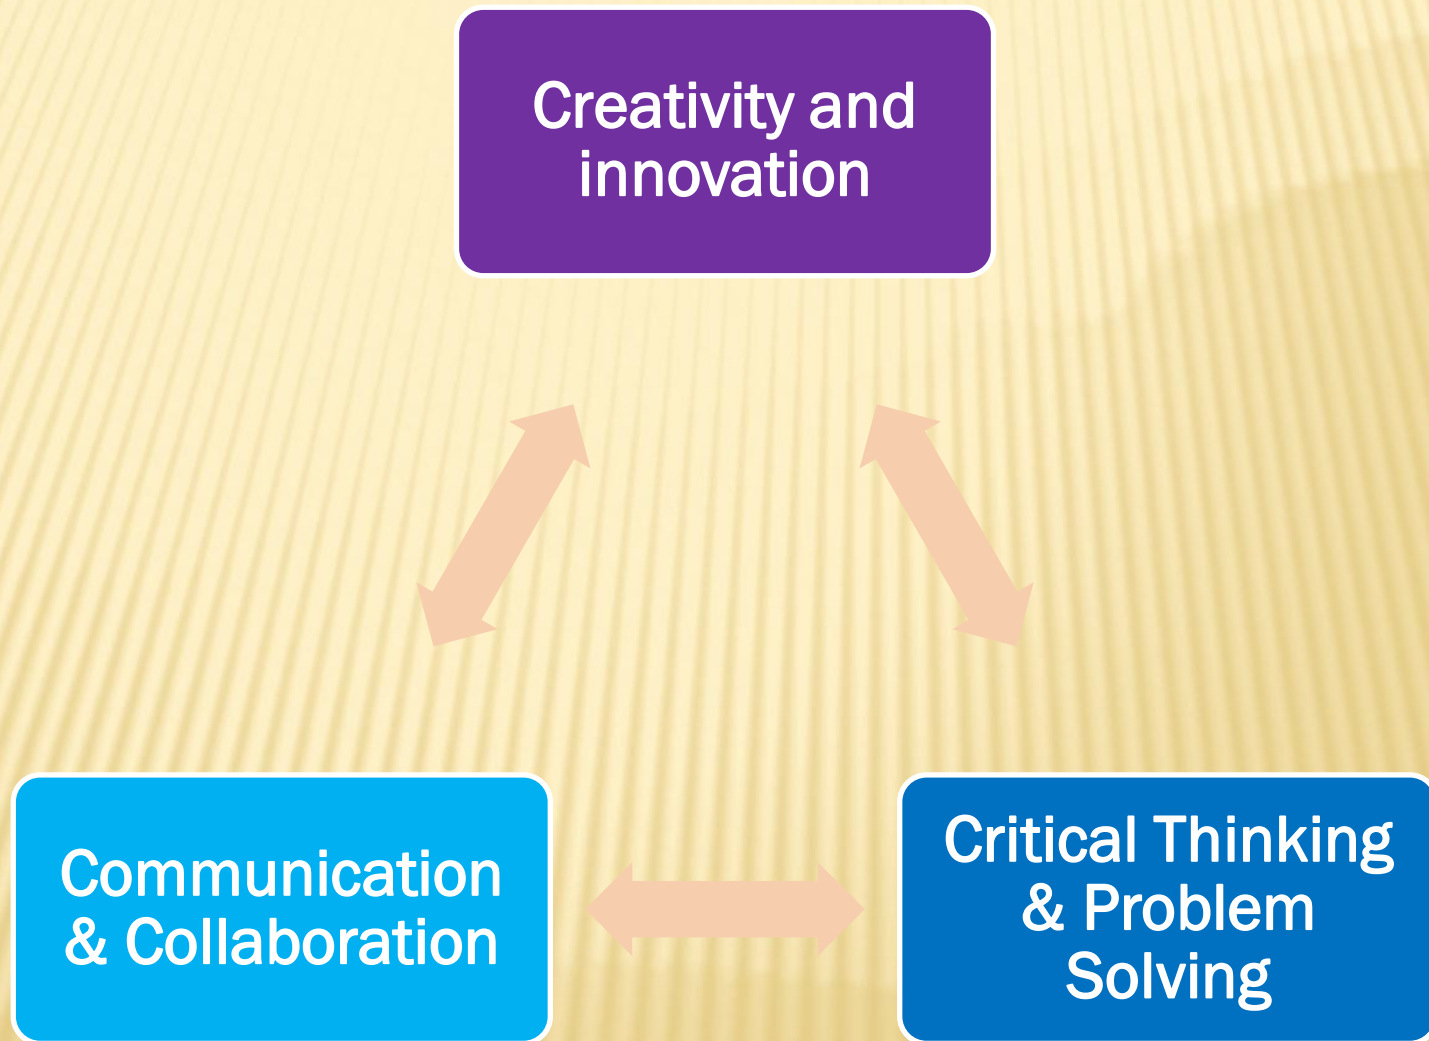 Creativity and
innovation
Communication
& Collaboration
Critical Thinking
& Problem
Solving